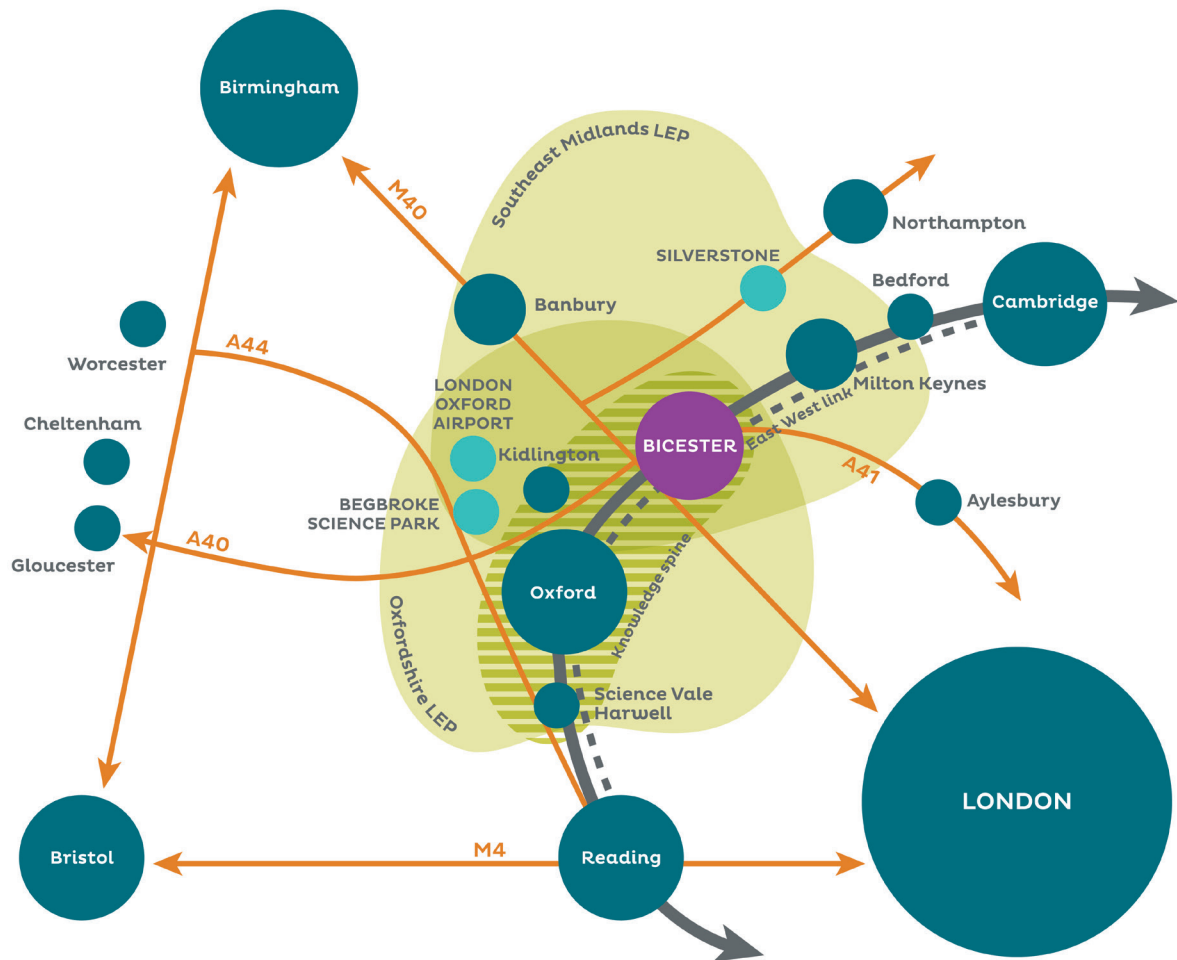 Birmingham
Southeast Midlands LEP
M40
Northampton
SILVERSTONE
Bedford
Cambridge
Banbury
Worcester
A44
LONDON
OXFORD
AIRPORT
Milton Keynes
East West link
Cheltenham
Kidlington
BICESTER
A41
BEGBROKE
SCIENCE PARK
Aylesbury
A40
Gloucester
Oxford
Knowledge spine
Oxfordshire LEP
Science Vale
Harwell
LONDON
M4
Bristol
Reading